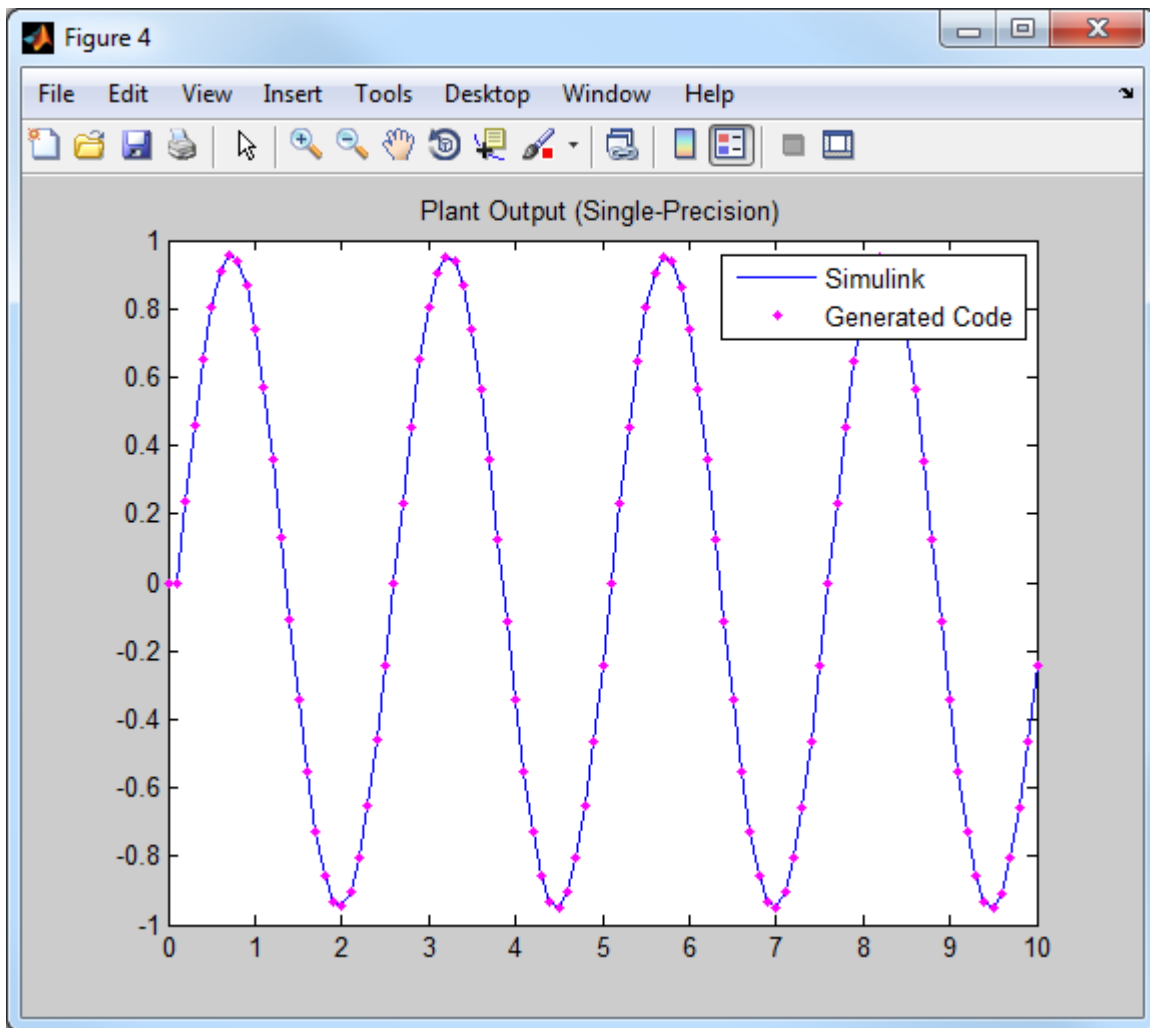 Figure 4
File Edit View Insert Tools Desktop Window Help
Plant Output (Single-Precision)
Simulink
Generated Code
1
0.8
0.6
0.4
0.2
0
-0.2
-0.4
-0.6
-0.8
-1
0 1 2 3 4 5 6 7 8 9 10